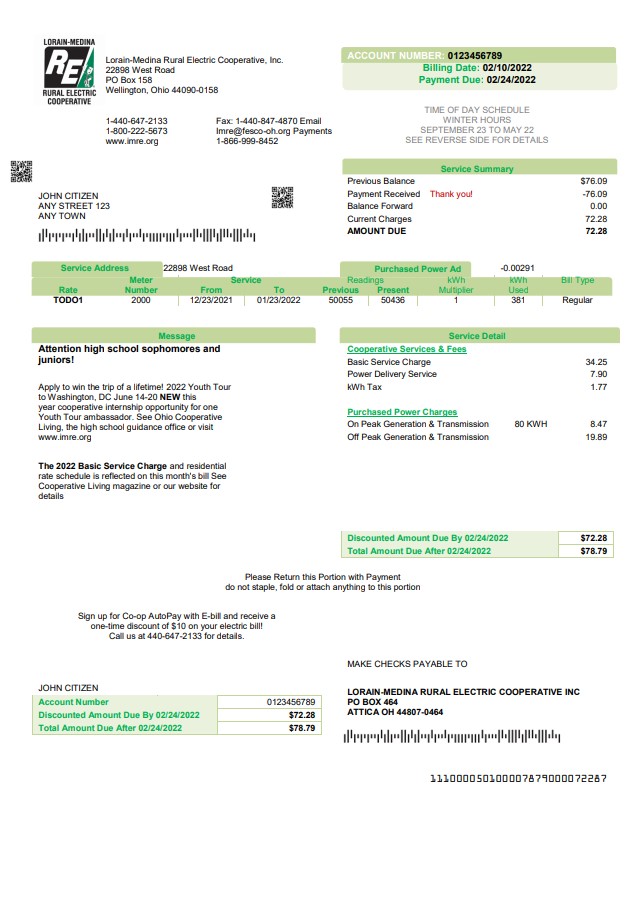 LORAIN-MEDINA
RE
RURAL ELECTRIC
COOPERATIVE
Lorain-Medina Rural Electric Cooperative, Inc.
22898 West Road
PO Box 158
Wellington, Ohio 44090-0158
1-440-647-2133 Fax: 1-440-847-4870 Email
1-800-222-5673 Imre@fesco-oh.org Payments
www.imre.org 1-866-999-8452
ACCOUNT NUMBER: 0123456789
Billing Date: 02/10/2022
Payment Due: 02/24/2022
TIME OF DAY SCHEDULE
WINTER HOURS
SEPTEMBER 23 TO MAY 22
SEE REVERSE SIDE FOR DETAILS
JOHN CITIZEN
ANY STREET 123
ANY TOWN
Service Summary
Previous Balance $76.09
Payment Received Thank you! -76.09
Balance Forward 0.00
Current Charges 72.28
AMOUNT DUE 72.28
Service Address 22898 West Road Purchased Power Ad -0.00291
Meter Service Readings kWh kWh Bill Type
Rate Number From To Previous Present Multiplier Used
TODO1 2000 12/23/2021 01/23/2022 50055 50436 1 381 Regular
Message
Attention high school sophomores and
juniors!
Apply to win the trip of a lifetime! 2022 Youth Tour
to Washington, DC June 14-20 NEW this
year cooperative internship opportunity for one
Youth Tour ambassador. See Ohio Cooperative
Living, the high school guidance office or visit
www.imre.org
The 2022 Basic Service Charge and residential
rate schedule is reflected on this month's bill See
Cooperative Living magazine or our website for
details
Service Detail
Cooperative Services & Fees
Basic Service Charge 34.25
Power Delivery Service 7.90
kWh Tax 1.77
Purchased Power Charges
On Peak Generation & Transmission 80 KWH 8.47
Off Peak Generation & Transmission 19.89
Discounted Amount Due By 02/24/2022 $72.28
Total Amount Due After 02/24/2022 $78.79
Please Return this Portion with Payment
do not staple, fold or attach anything to this portion
Sign up for Co-op AutoPay with E-bill and receive a
one-time discount of $10 on your electric bill!
Call us at 440-647-2133 for details.
MAKE CHECKS PAYABLE TO
JOHN CITIZEN
Account Number 0123456789
Discounted Amount Due By 02/24/2022 $72.28
Total Amount Due After 02/24/2022 $78.79
LORAIN-MEDINA RURAL ELECTRIC COOPERATIVE INC
PO BOX 464
ATTICA OH 44807-0464
111000050100007879000072287